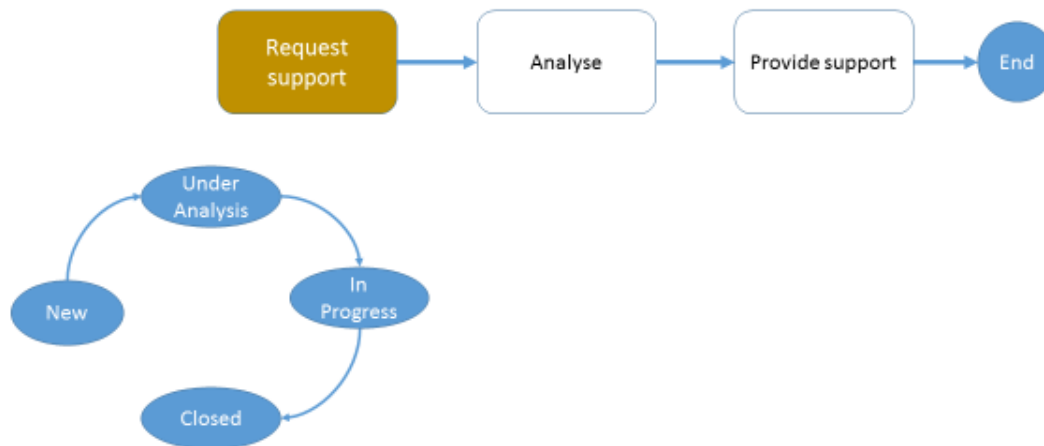 Request
support
Analyse
Provide support
End
Under
Analysis
In
Progress
New
Closed